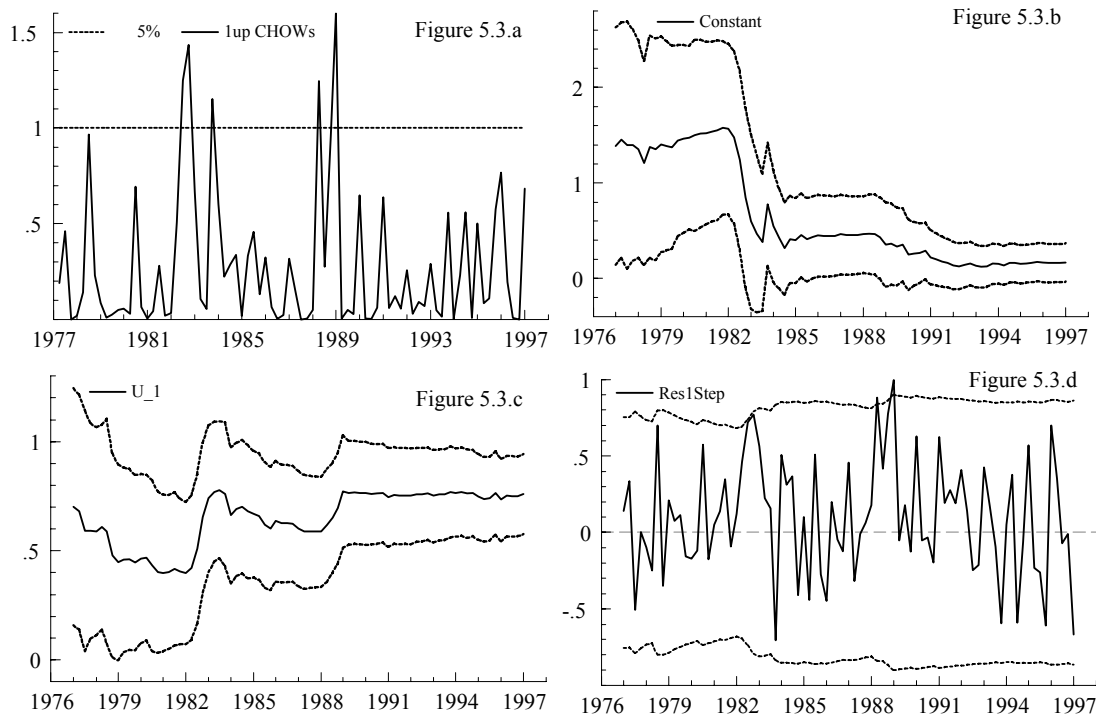 Figure 5.3.a
5% 1up CHOWs
1.5
1
.5
1977 1981 1985 1989 1993 1997
Figure 5.3.b
Constant
2
1
0
1976 1979 1982 1985 1988 1991 1994 1997
Figure 5.3.c
U_1
1
.5
0
1976 1979 1982 1985 1988 1991 1994 1997
Figure 5.3.d
Res1Step
1
.5
0
-.5
1976 1979 1982 1985 1988 1991 1994 1997